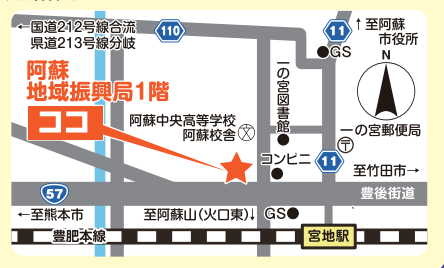 ←国道212号線合流
県道213号線分岐
110
11
↑至阿蘇
市役所
GS
N
阿蘇
地域振興局1階
ココ
一の宮図書館
阿蘇中央高等学校
阿蘇校舎
文
一の宮郵便局
〒
コンビニ
11
至竹田市→
57
豊後街道
←至熊本市
至阿蘇山(火口東)↓
GS
豊肥本線
宮地駅